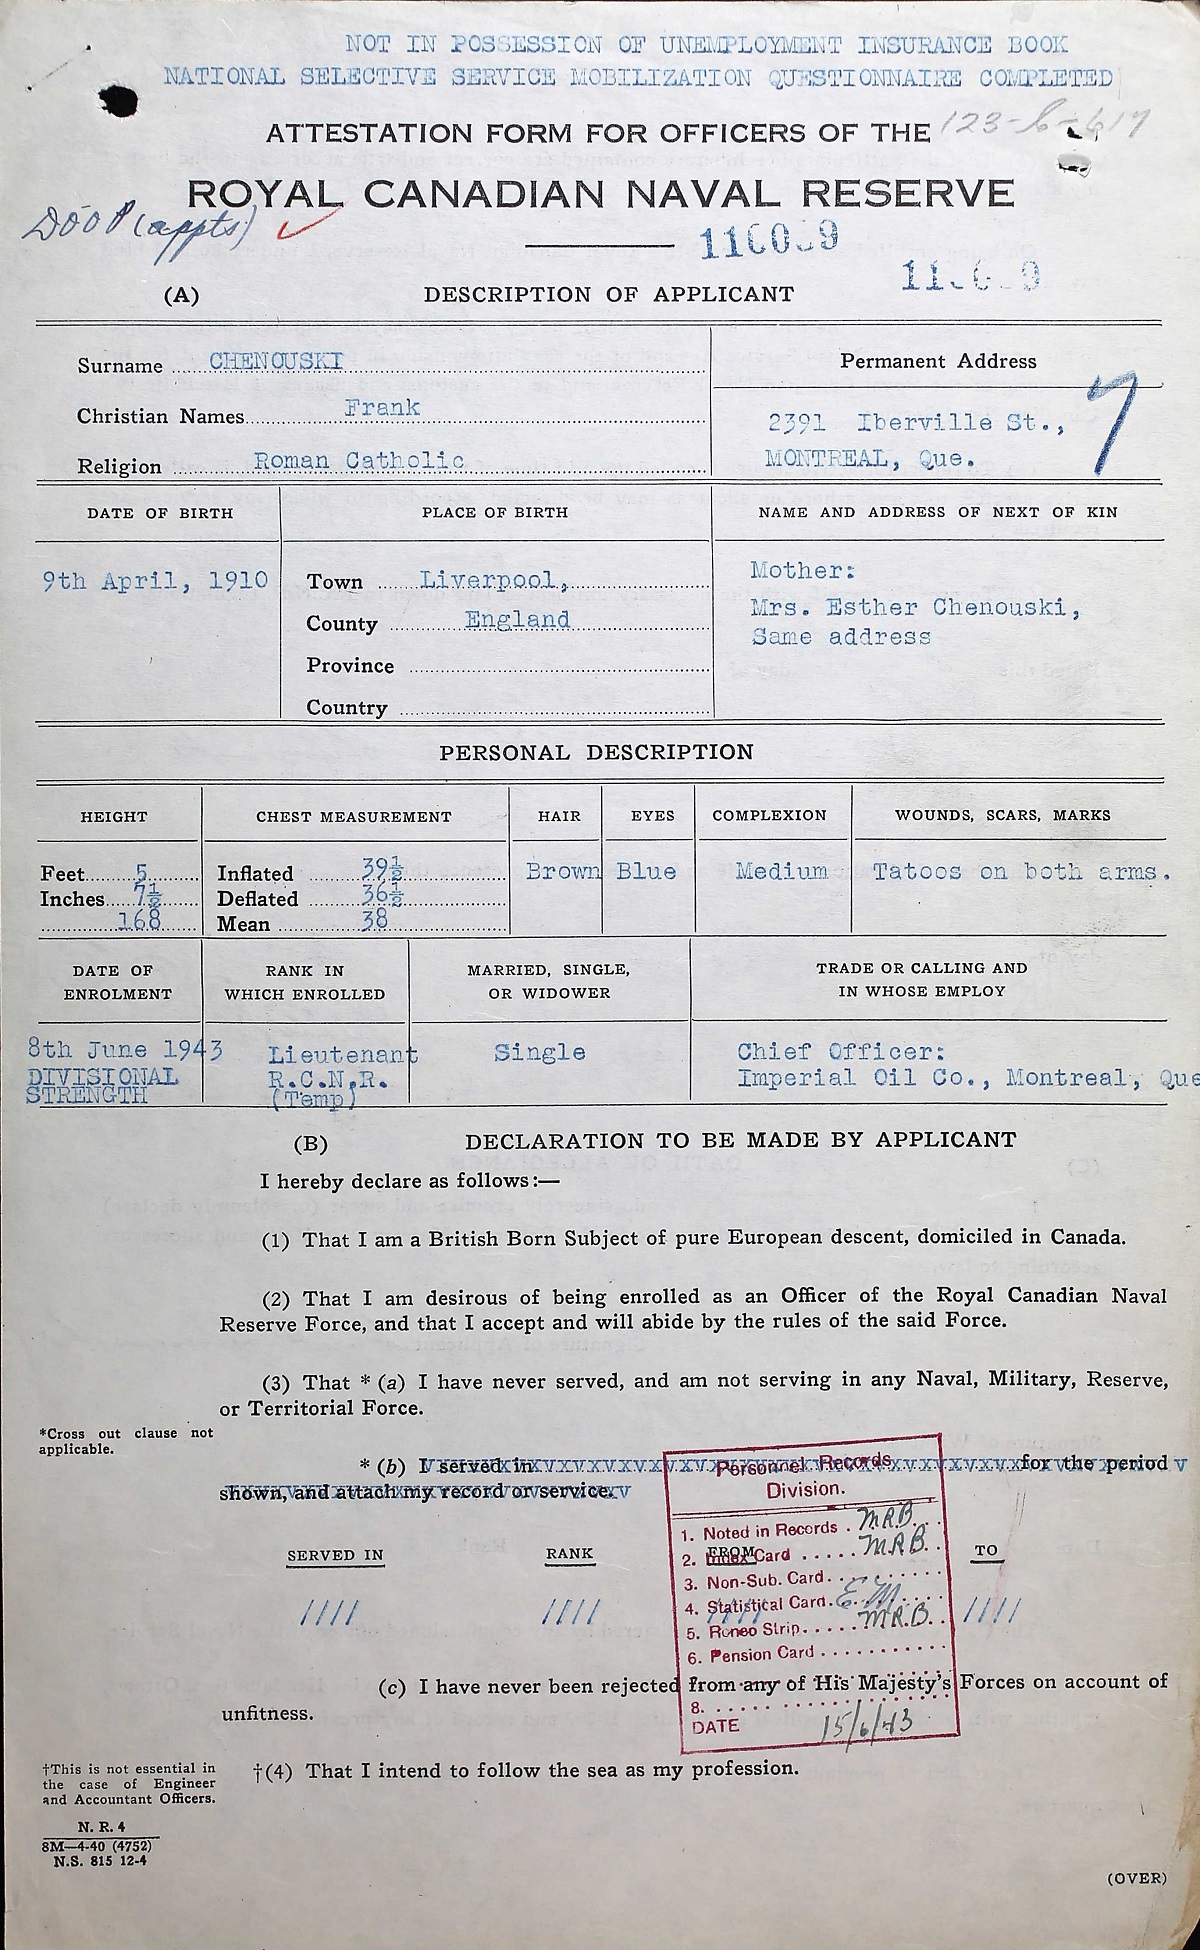 NOT IN POSSESSION OF UNEMPLOYMENT INSURANCE BOOK
NATIONAL SELECTIVE SERVICE MOBILIZATION QUESTIONNAIRE COMPLETED
ATTESTATION FORM FOR OFFICERS OF THE
ROYAL CANADIAN NAVAL RESERVE
(appts)
(A) DESCRIPTION OF APPLICANT
Surname CHENOUSKI
Christian Names Frank
Religion Roman Catholic
Permanent Address
2391 Iberville St.,
MONTREAL, Que.
7
DATE OF BIRTH PLACE OF BIRTH NAME AND ADDRESS OF NEXT OF KIN
9th April, 1910
Town Liverpool,
County England
Province
Country
Mother:
Mrs. Esther Chenouski,
Same address
PERSONAL DESCRIPTION
HEIGHT CHEST MEASUREMENT HAIR EYES COMPLEXION WOUNDS, SCARS, MARKS
Feet 5 Inflated 39½ Brown Blue Medium Tatoos on both arms.
Inches 7½ Deflated 36½
168 Mean 38
DATE OF ENROLMENT
RANK IN WHICH ENROLLED
MARRIED, SINGLE, OR WIDOWER
TRADE OR CALLING AND IN WHOSE EMPLOY
8th June 1943
DIVISIONAL
STRENGTH
Lieutenant
R.C.N.R.
(Temp)
Single
Chief Officer:
Imperial Oil Co., Montreal, Que
(B) DECLARATION TO BE MADE BY APPLICANT
I hereby declare as follows:—
(1) That I am a British Born Subject of pure European descent, domiciled in Canada.
(2) That I am desirous of being enrolled as an Officer of the Royal Canadian Naval
Reserve Force, and that I accept and will abide by the rules of the said Force.
(3) That * (a) I have never served, and am not serving in any Naval, Military, Reserve,
or Territorial Force.
*Cross out clause not
applicable.
* (b) I served in for the period
shown, and attach my record or service.
SERVED IN RANK FROM TO
//// //// //// ////
Personnel Records
Division.
1. Noted in Records M.R.B.
2. Index Card M.R.B.
3. Non-Sub. Card
4. Statistical Card E.M.
5. Roneo Strip M.R.B.
6. Pension Card
8.
DATE 15/6/43
(c) I have never been rejected from any of His Majesty's Forces on account of
unfitness.
†This is not essential in
the case of Engineer
and Accountant Officers.
†(4) That I intend to follow the sea as my profession.
N. R. 4
8M—4-40 (4752)
N.S. 815 12-4
(OVER)